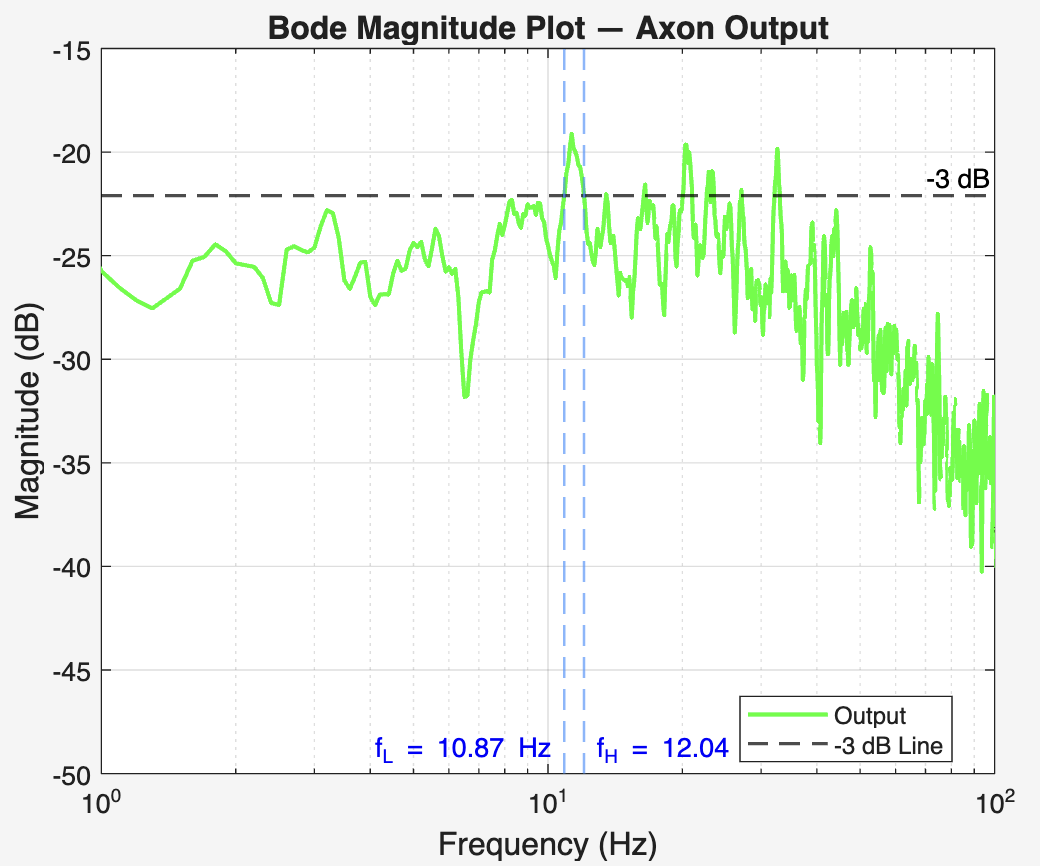 Bode Magnitude Plot — Axon Output
-15
-20
-25
-30
-35
-40
-45
-50
Magnitude (dB)
-3 dB
f_L = 10.87 Hz
f_H = 12.04
Output
-3 dB Line
10^0
10^1
10^2
Frequency (Hz)